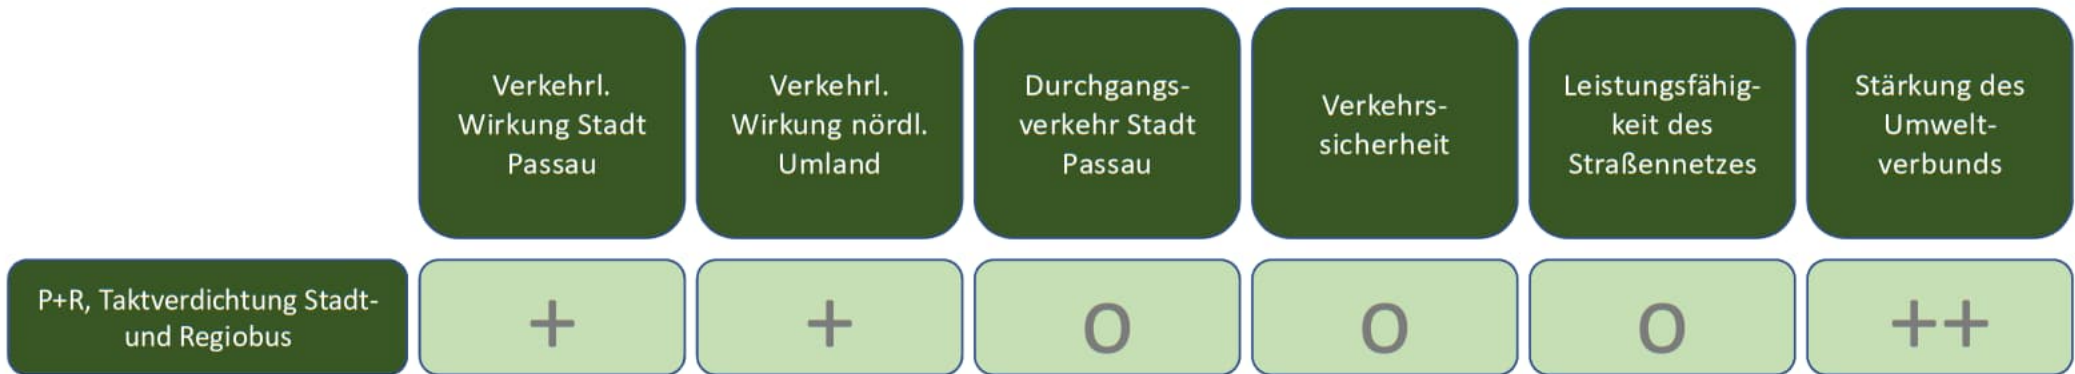 Verkehrl.
Wirkung Stadt
Passau
Verkehrl.
Wirkung nördl.
Umland
Durchgangs-
verkehr Stadt
Passau
Verkehrs-
sicherheit
Leistungsfähig-
keit des
Straßennetzes
Stärkung des
Umwelt-
verbunds
P+R, Taktverdichtung Stadt-
und Regiobus
+
+
o
o
o
++